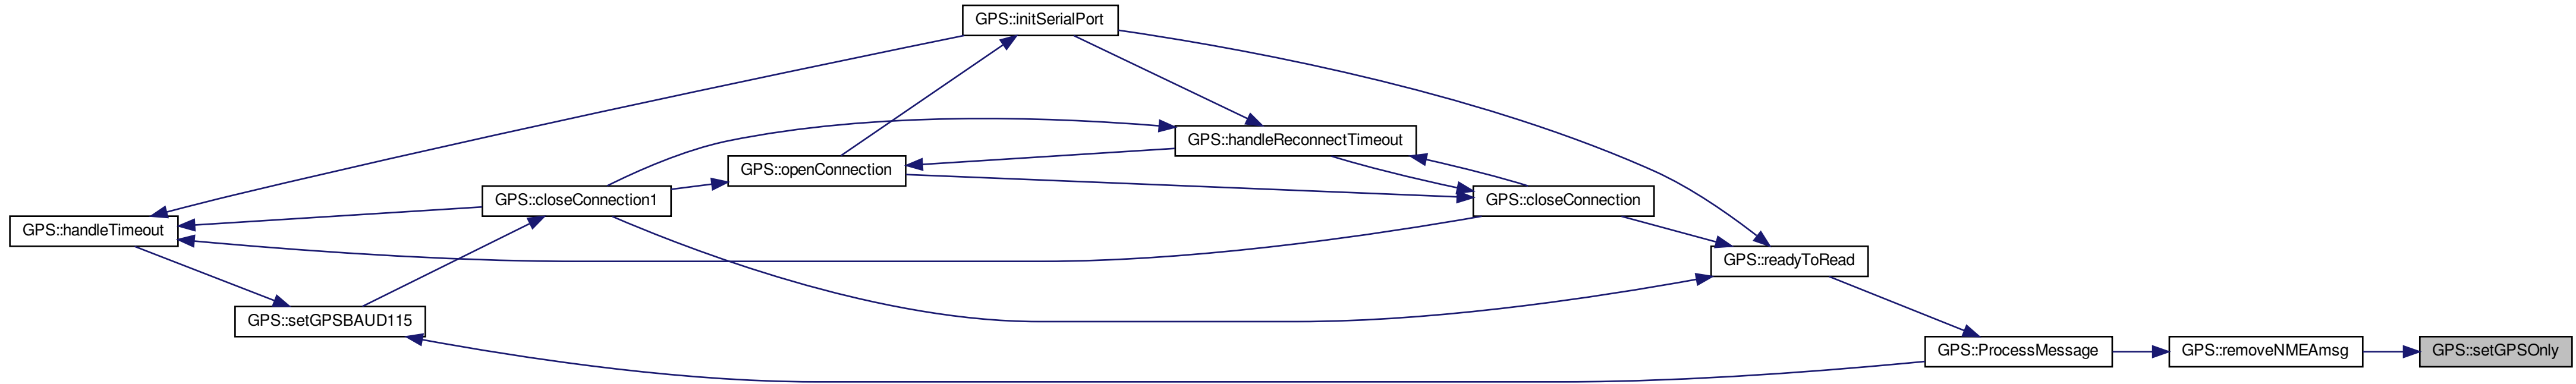 GPS::initSerialPort
GPS::handleReconnectTimeout
GPS::openConnection
GPS::closeConnection1
GPS::closeConnection
GPS::handleTimeout
GPS::readyToRead
GPS::setGPSBAUD115
GPS::ProcessMessage
GPS::removeNMEAmsg
GPS::setGPSOnly